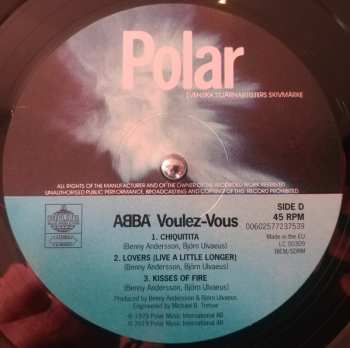 Polar
SVENSKA STJÄRNARTISTERS SKIVMÄRKE
ALL RIGHTS OF THE MANUFACTURER AND OF THE OWNER OF THE RECORDED WORK RESERVED.
UNAUTHORISED PUBLIC PERFORMANCE, BROADCASTING AND COPYING OF THIS RECORD PROHIBITED.
ABBA Voulez-Vous
SIDE D
45 RPM
00602577237539
1. CHIQUITITA
(Benny Andersson, Björn Ulvaeus)
2. LOVERS (LIVE A LITTLE LONGER)
(Benny Andersson, Björn Ulvaeus)
3. KISSES OF FIRE
(Benny Andersson, Björn Ulvaeus)
Made in the EU
LC 00309
BIEM/SDRM
Produced by Benny Andersson & Björn Ulvaeus
Engineered by Michael B. Tretow
℗ 1979 Polar Music International AB
© 2019 Polar Music International AB